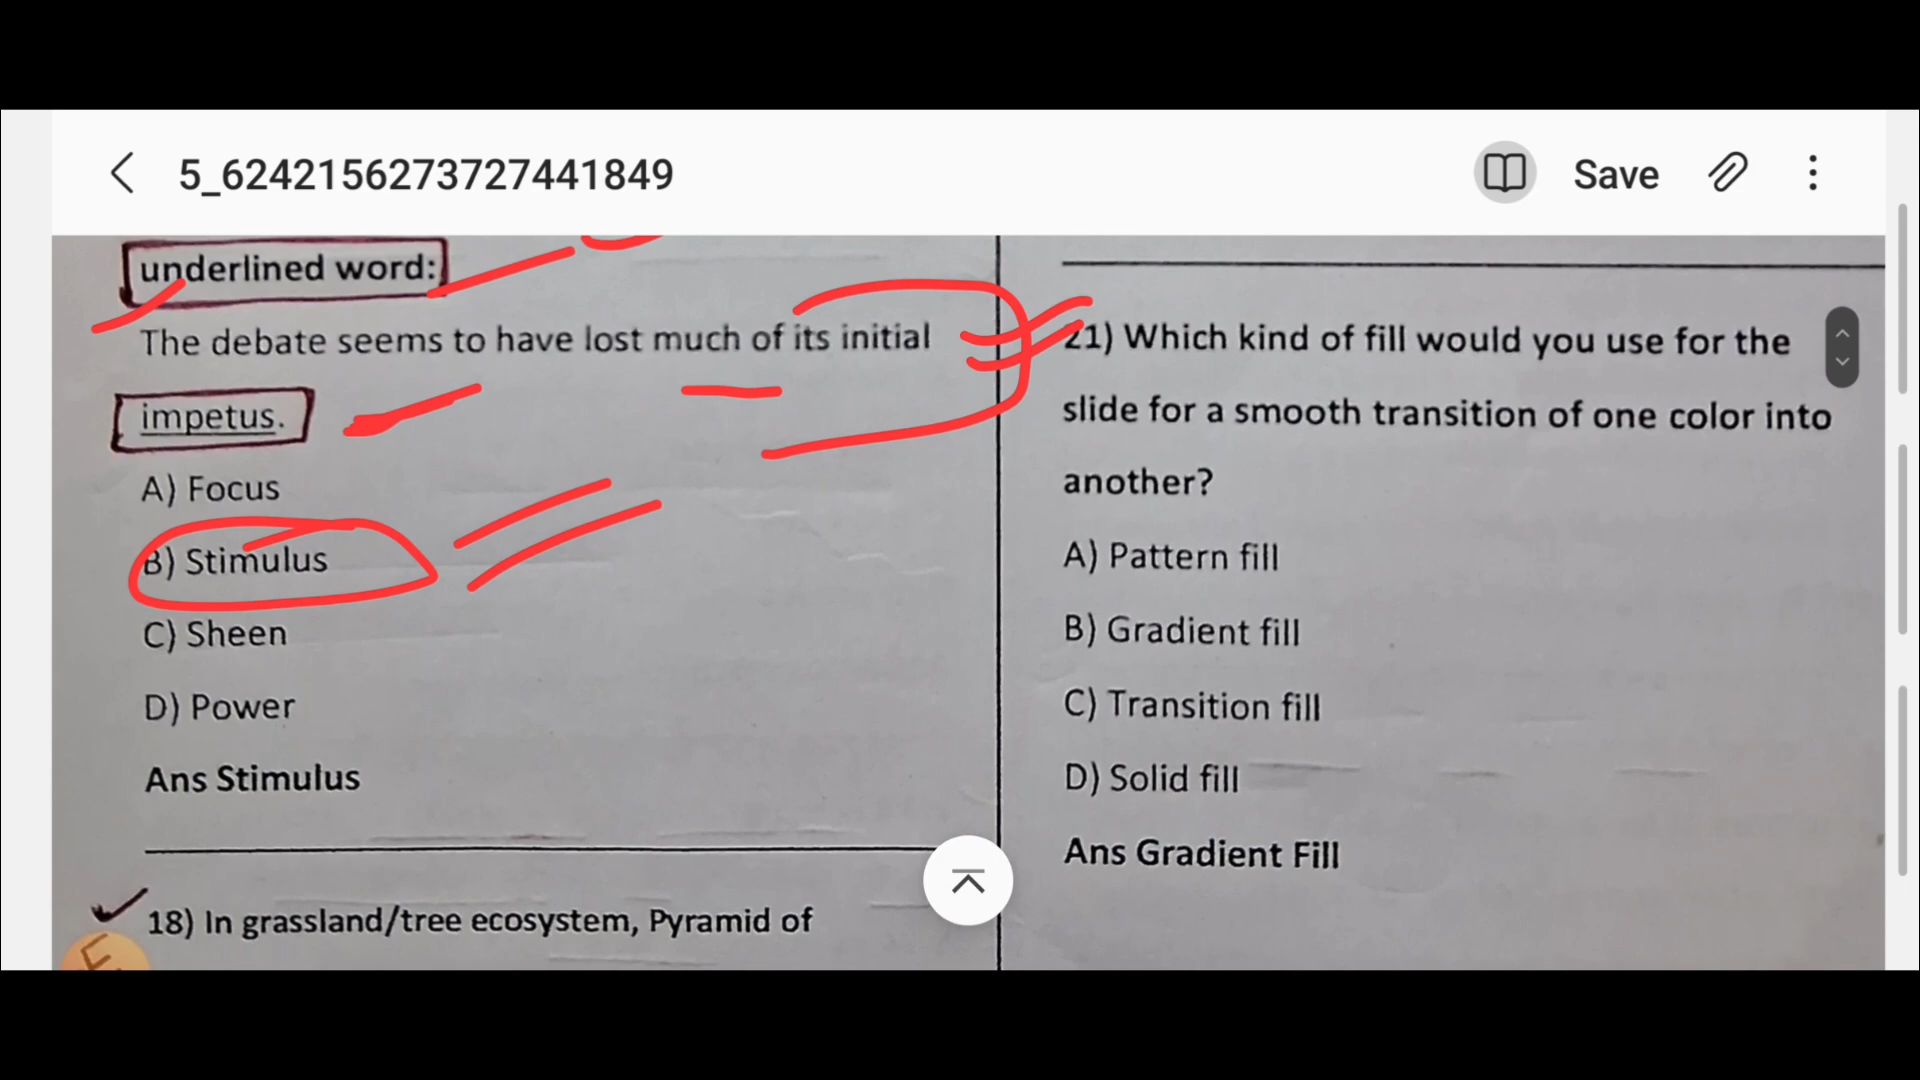 5_6242156273727441849
Save
underlined word:
The debate seems to have lost much of its initial
impetus.
A) Focus
B) Stimulus
C) Sheen
D) Power
Ans Stimulus
18) In grassland/tree ecosystem, Pyramid of
21) Which kind of fill would you use for the
slide for a smooth transition of one color into
another?
A) Pattern fill
B) Gradient fill
C) Transition fill
D) Solid fill
Ans Gradient Fill